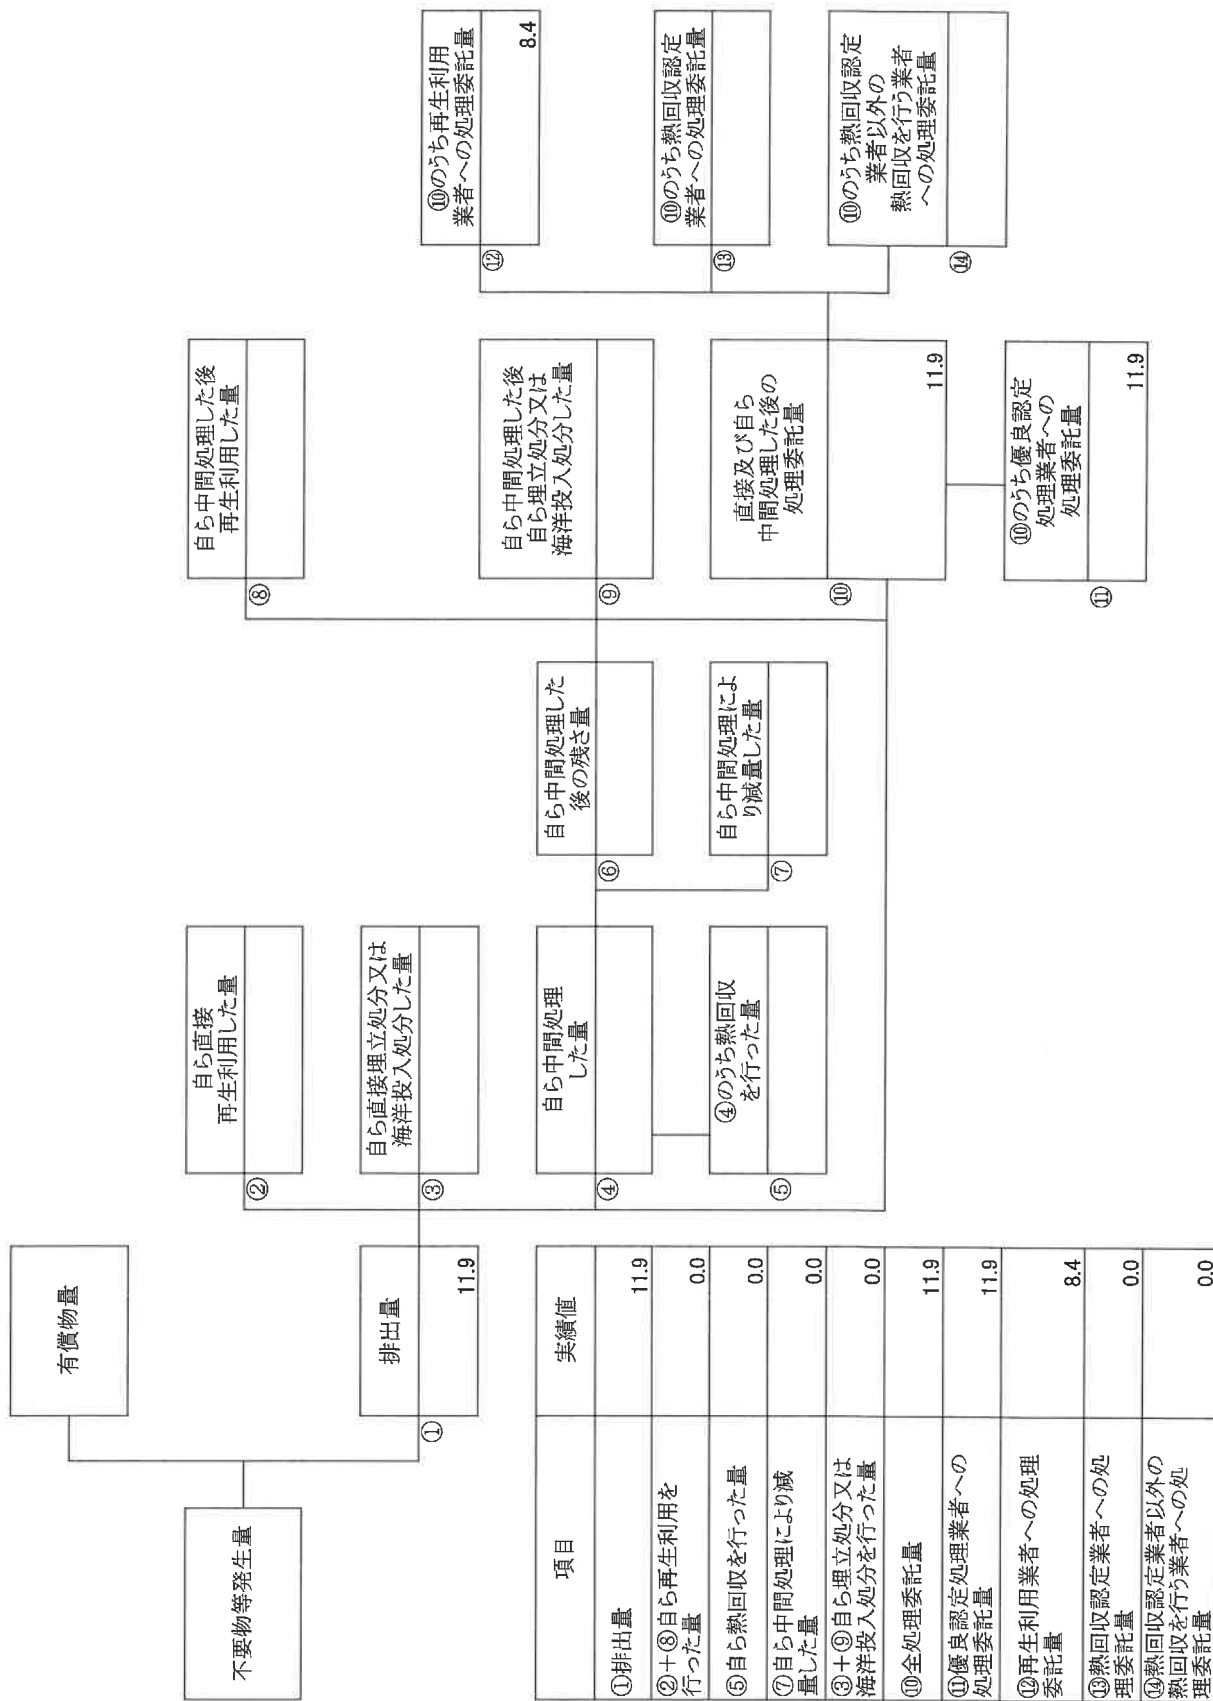 不要物等発生量
有償物量
排出量
①
11.9
自ら直接
再生利用した量
②
自ら直接埋立処分又は
海洋投入処分した量
③
自ら中間処理
した量
④
④のうち熱回収
を行った量
⑤
自ら中間処理した
後の残さ量
⑥
自ら中間処理によ
り減量した量
⑦
自ら中間処理した後
再生利用した量
⑧
自ら中間処理した後
自ら埋立処分又は
海洋投入処分した量
⑨
直接及び自ら
中間処理した後の
処理委託量
⑩
11.9
⑩のうち優良認定
処理業者への
処理委託量
⑪
11.9
⑩のうち再生利用
業者への処理委託量
⑫
8.4
⑩のうち熱回収認定
業者への処理委託量
⑬
⑩のうち熱回収認定
業者以外の
熱回収を行う業者
への処理委託量
⑭
項目 実績値
①排出量 11.9
②+⑧自ら再生利用を
行った量 0.0
⑤自ら熱回収を行った量 0.0
⑦自ら中間処理により減
量した量 0.0
③+⑨自ら埋立処分又は
海洋投入処分を行った量 0.0
⑩全処理委託量 11.9
⑪優良認定処理業者への
処理委託量 11.9
⑫再生利用業者への処理
委託量 8.4
⑬熱回収認定業者への処
理委託量 0.0
⑭熱回収認定業者以外の
熱回収を行う業者への処
理委託量 0.0